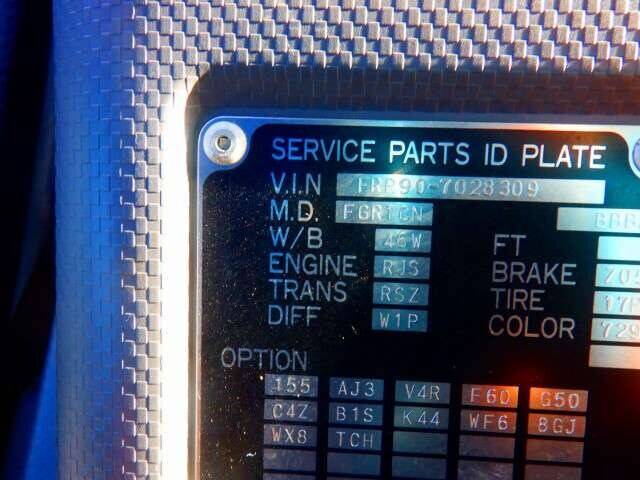 SERVICE PARTS ID PLATE
V.I.N FRR90-7028309
M.D. FGR1CN
W/B 46W FT
ENGINE RJS BRAKE
TRANS RSZ TIRE
DIFF W1P COLOR
OPTION
155 AJ3 V4R F60 G50
C4Z B1S K44 WF6 8GJ
WX8 TCH